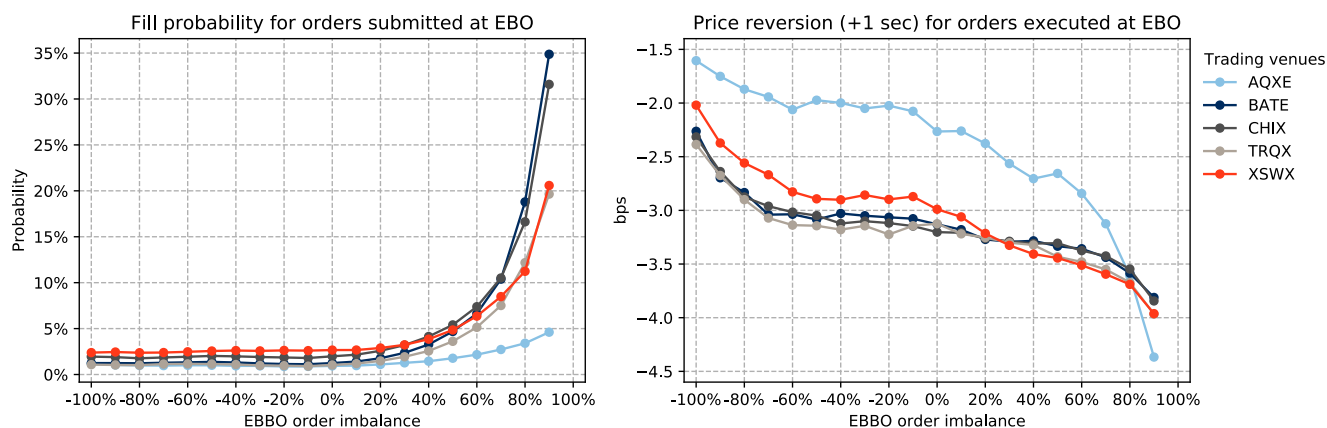 Fill probability for orders submitted at EBO
35%
30%
25%
20%
15%
10%
5%
0%
Probability
-100% -80% -60% -40% -20% 0% 20% 40% 60% 80% 100%
EBBO order imbalance
Price reversion (+1 sec) for orders executed at EBO
−1.5
−2.0
−2.5
−3.0
−3.5
−4.0
−4.5
bps
-100% -80% -60% -40% -20% 0% 20% 40% 60% 80% 100%
EBBO order imbalance
Trading venues
AQXE
BATE
CHIX
TRQX
XSWX